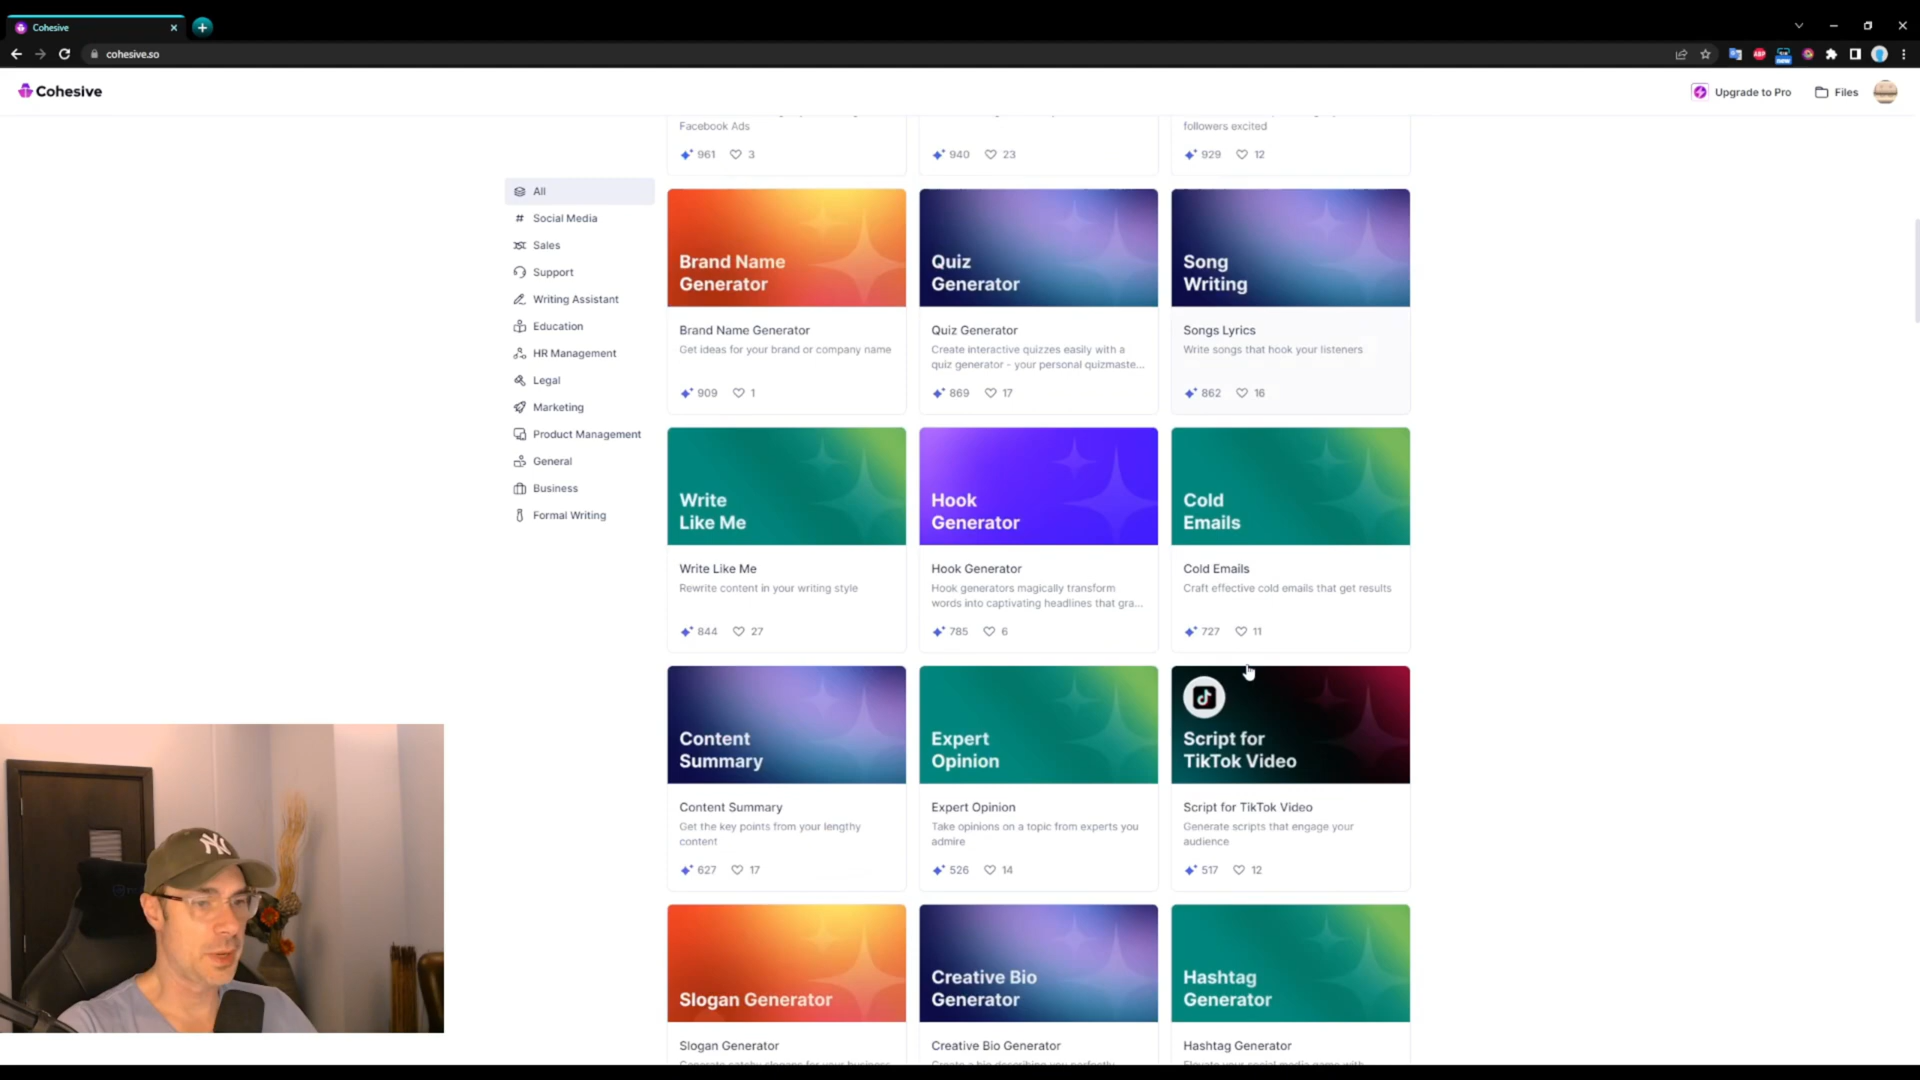 Cohesive
cohesive.so
ABP
new
Cohesive
Upgrade to Pro
Files
Facebook Ads
followers excited
961 3
940 23
929 12
All
Social Media
Sales
Support
Writing Assistant
Education
HR Management
Legal
Marketing
Product Management
General
Business
Formal Writing
Brand Name
Generator
Quiz
Generator
Song
Writing
Brand Name Generator
Get ideas for your brand or company name
909 1
Quiz Generator
Create interactive quizzes easily with a
quiz generator - your personal quizmaste...
869 17
Songs Lyrics
Write songs that hook your listeners
862 16
Write
Like Me
Hook
Generator
Cold
Emails
Write Like Me
Rewrite content in your writing style
844 27
Hook Generator
Hook generators magically transform
words into captivating headlines that gra...
785 6
Cold Emails
Craft effective cold emails that get results
727 11
Content
Summary
Expert
Opinion
Script for
TikTok Video
Content Summary
Get the key points from your lengthy
content
627 17
Expert Opinion
Take opinions on a topic from experts you
admire
526 14
Script for TikTok Video
Generate scripts that engage your
audience
517 12
Slogan Generator
Creative Bio
Generator
Hashtag
Generator
Slogan Generator
Creative Bio Generator
Hashtag Generator
NY